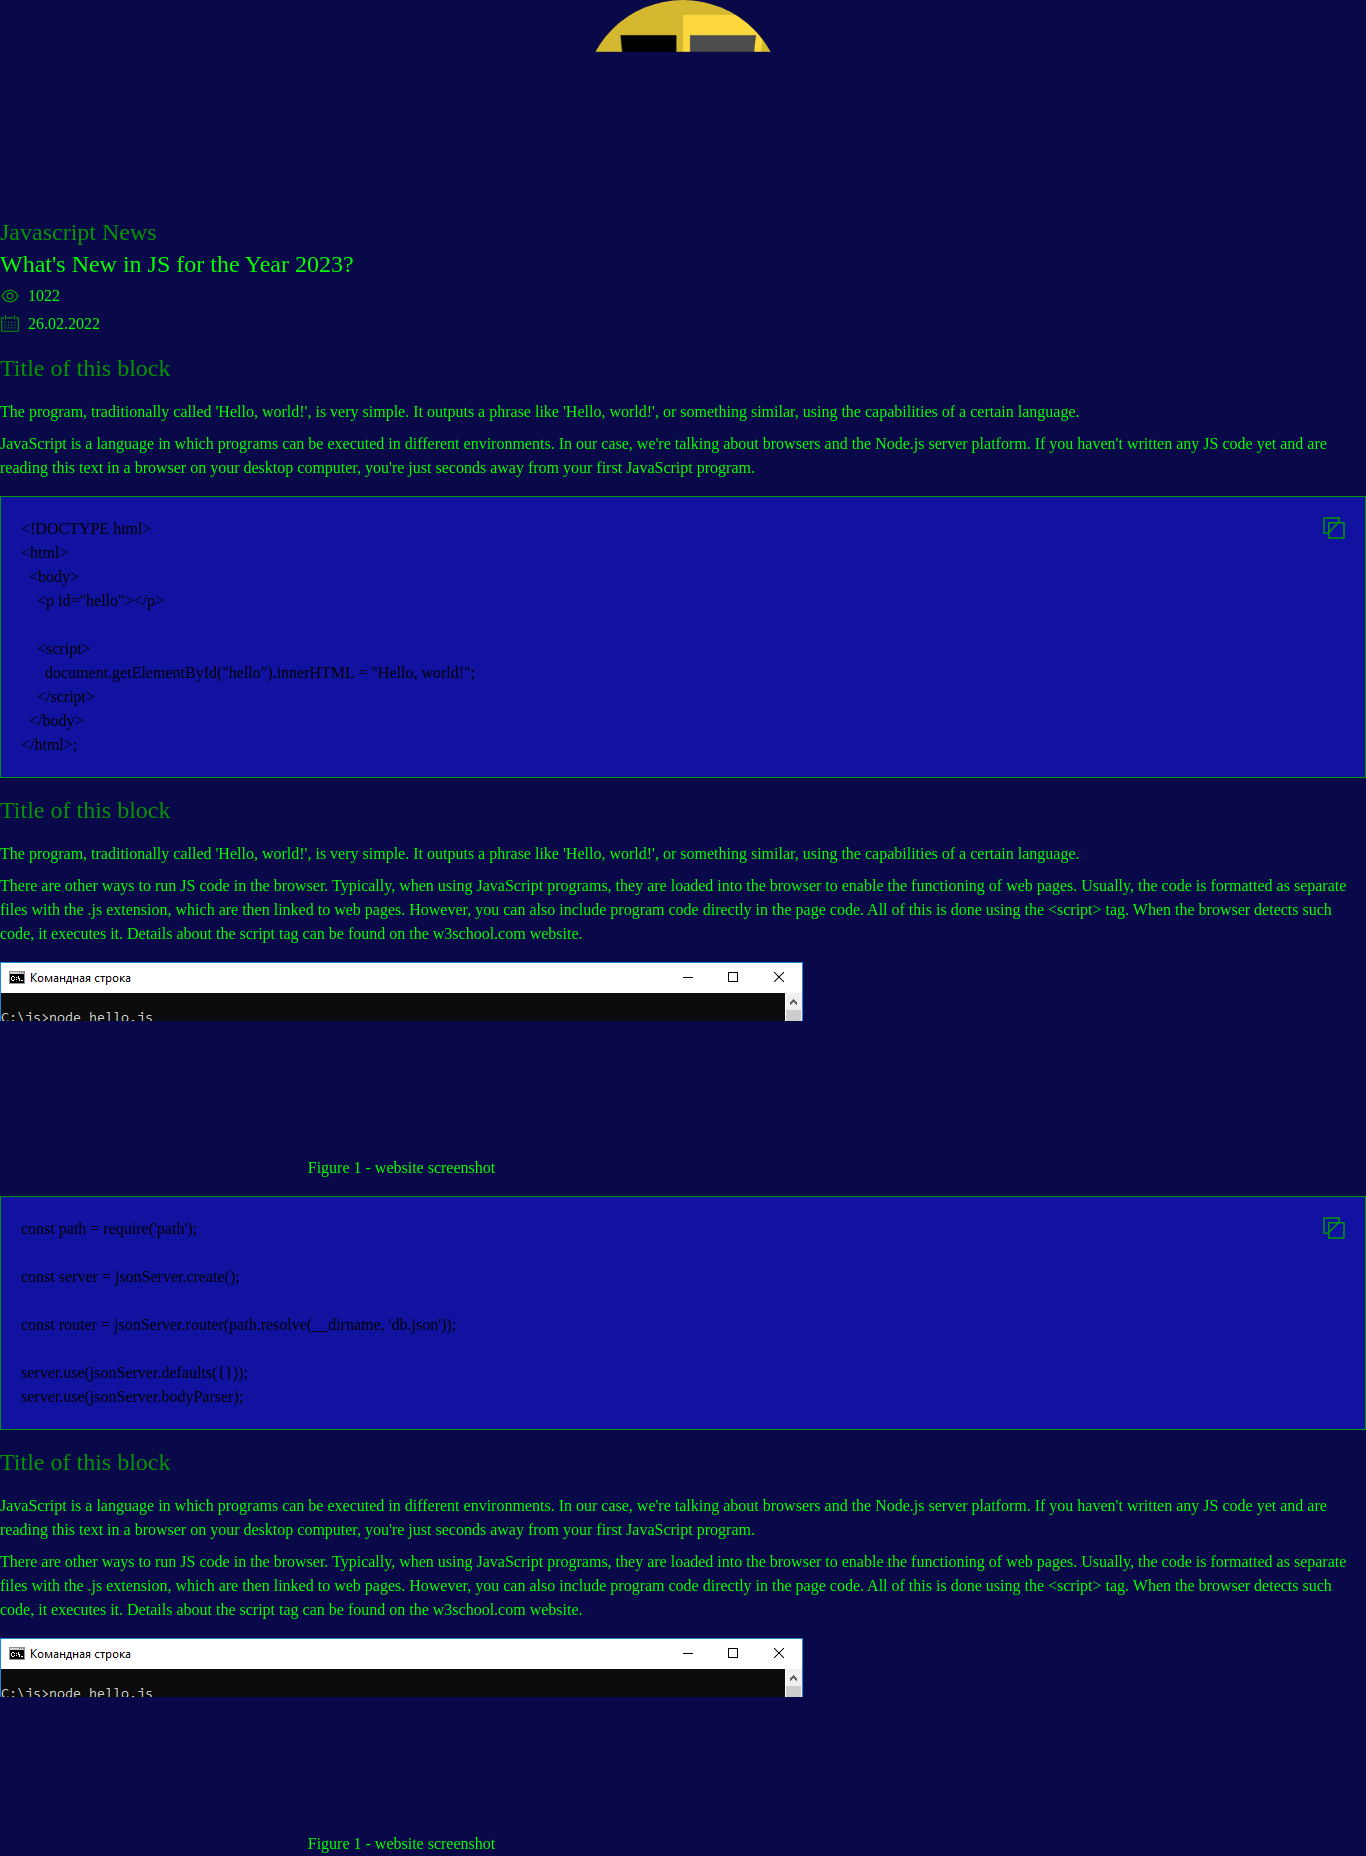 Javascript News
What's New in JS for the Year 2023?
1022
26.02.2022
Title of this block
The program, traditionally called 'Hello, world!', is very simple. It outputs a phrase like 'Hello, world!', or something similar, using the capabilities of a certain language.
JavaScript is a language in which programs can be executed in different environments. In our case, we're talking about browsers and the Node.js server platform. If you haven't written any JS code yet and are
reading this text in a browser on your desktop computer, you're just seconds away from your first JavaScript program.
<!DOCTYPE html>
<html>
  <body>
    <p id="hello"></p>

    <script>
      document.getElementById("hello").innerHTML = "Hello, world!";
    </script>
  </body>
</html>;
Title of this block
The program, traditionally called 'Hello, world!', is very simple. It outputs a phrase like 'Hello, world!', or something similar, using the capabilities of a certain language.
There are other ways to run JS code in the browser. Typically, when using JavaScript programs, they are loaded into the browser to enable the functioning of web pages. Usually, the code is formatted as separate
files with the .js extension, which are then linked to web pages. However, you can also include program code directly in the page code. All of this is done using the <script> tag. When the browser detects such
code, it executes it. Details about the script tag can be found on the w3school.com website.
Командная строка
C:\js>node hello.js
Figure 1 - website screenshot
const path = require('path');

const server = jsonServer.create();

const router = jsonServer.router(path.resolve(__dirname, 'db.json'));

server.use(jsonServer.defaults({}));
server.use(jsonServer.bodyParser);
Title of this block
JavaScript is a language in which programs can be executed in different environments. In our case, we're talking about browsers and the Node.js server platform. If you haven't written any JS code yet and are
reading this text in a browser on your desktop computer, you're just seconds away from your first JavaScript program.
There are other ways to run JS code in the browser. Typically, when using JavaScript programs, they are loaded into the browser to enable the functioning of web pages. Usually, the code is formatted as separate
files with the .js extension, which are then linked to web pages. However, you can also include program code directly in the page code. All of this is done using the <script> tag. When the browser detects such
code, it executes it. Details about the script tag can be found on the w3school.com website.
Командная строка
C:\js>node hello.js
Figure 1 - website screenshot